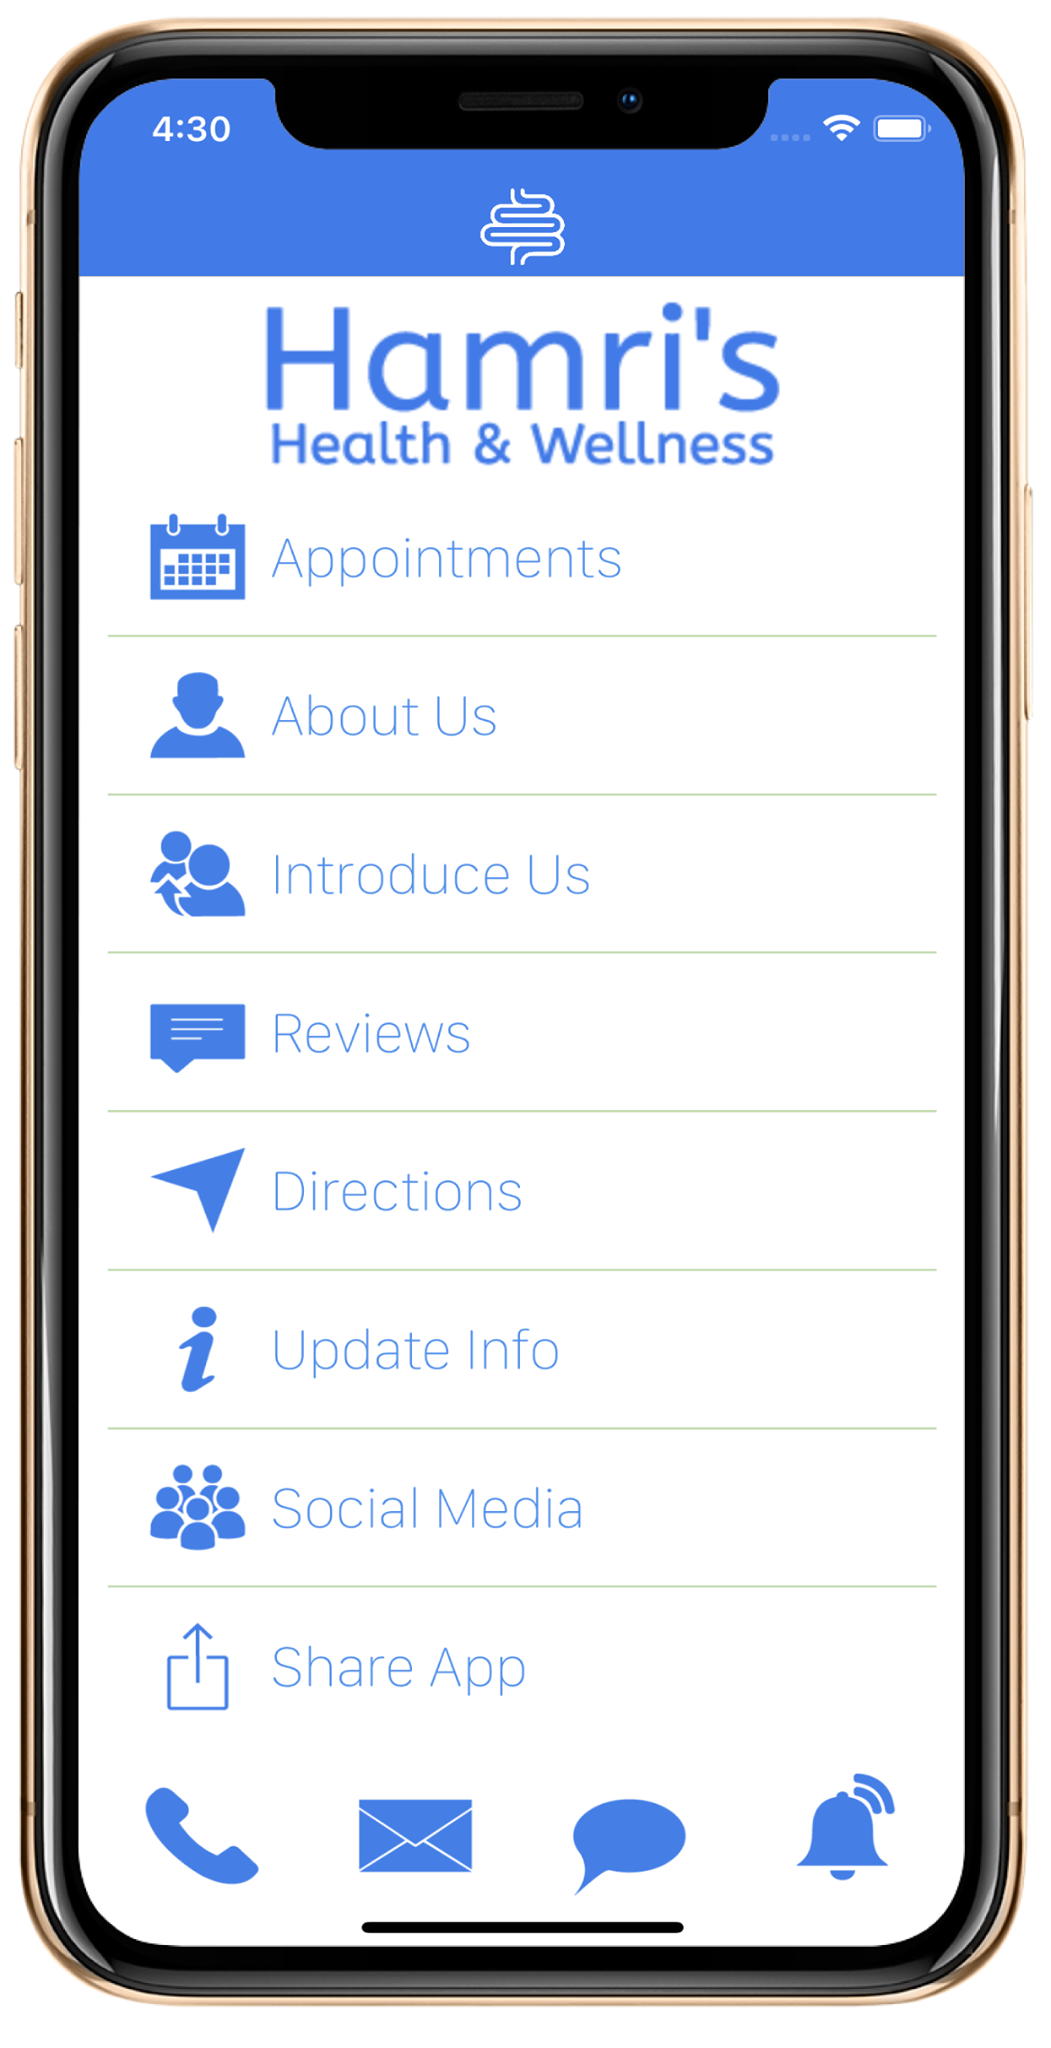 4:30
Hamri's
Health & Wellness
Appointments
About Us
Introduce Us
Reviews
Directions
Update Info
Social Media
Share App